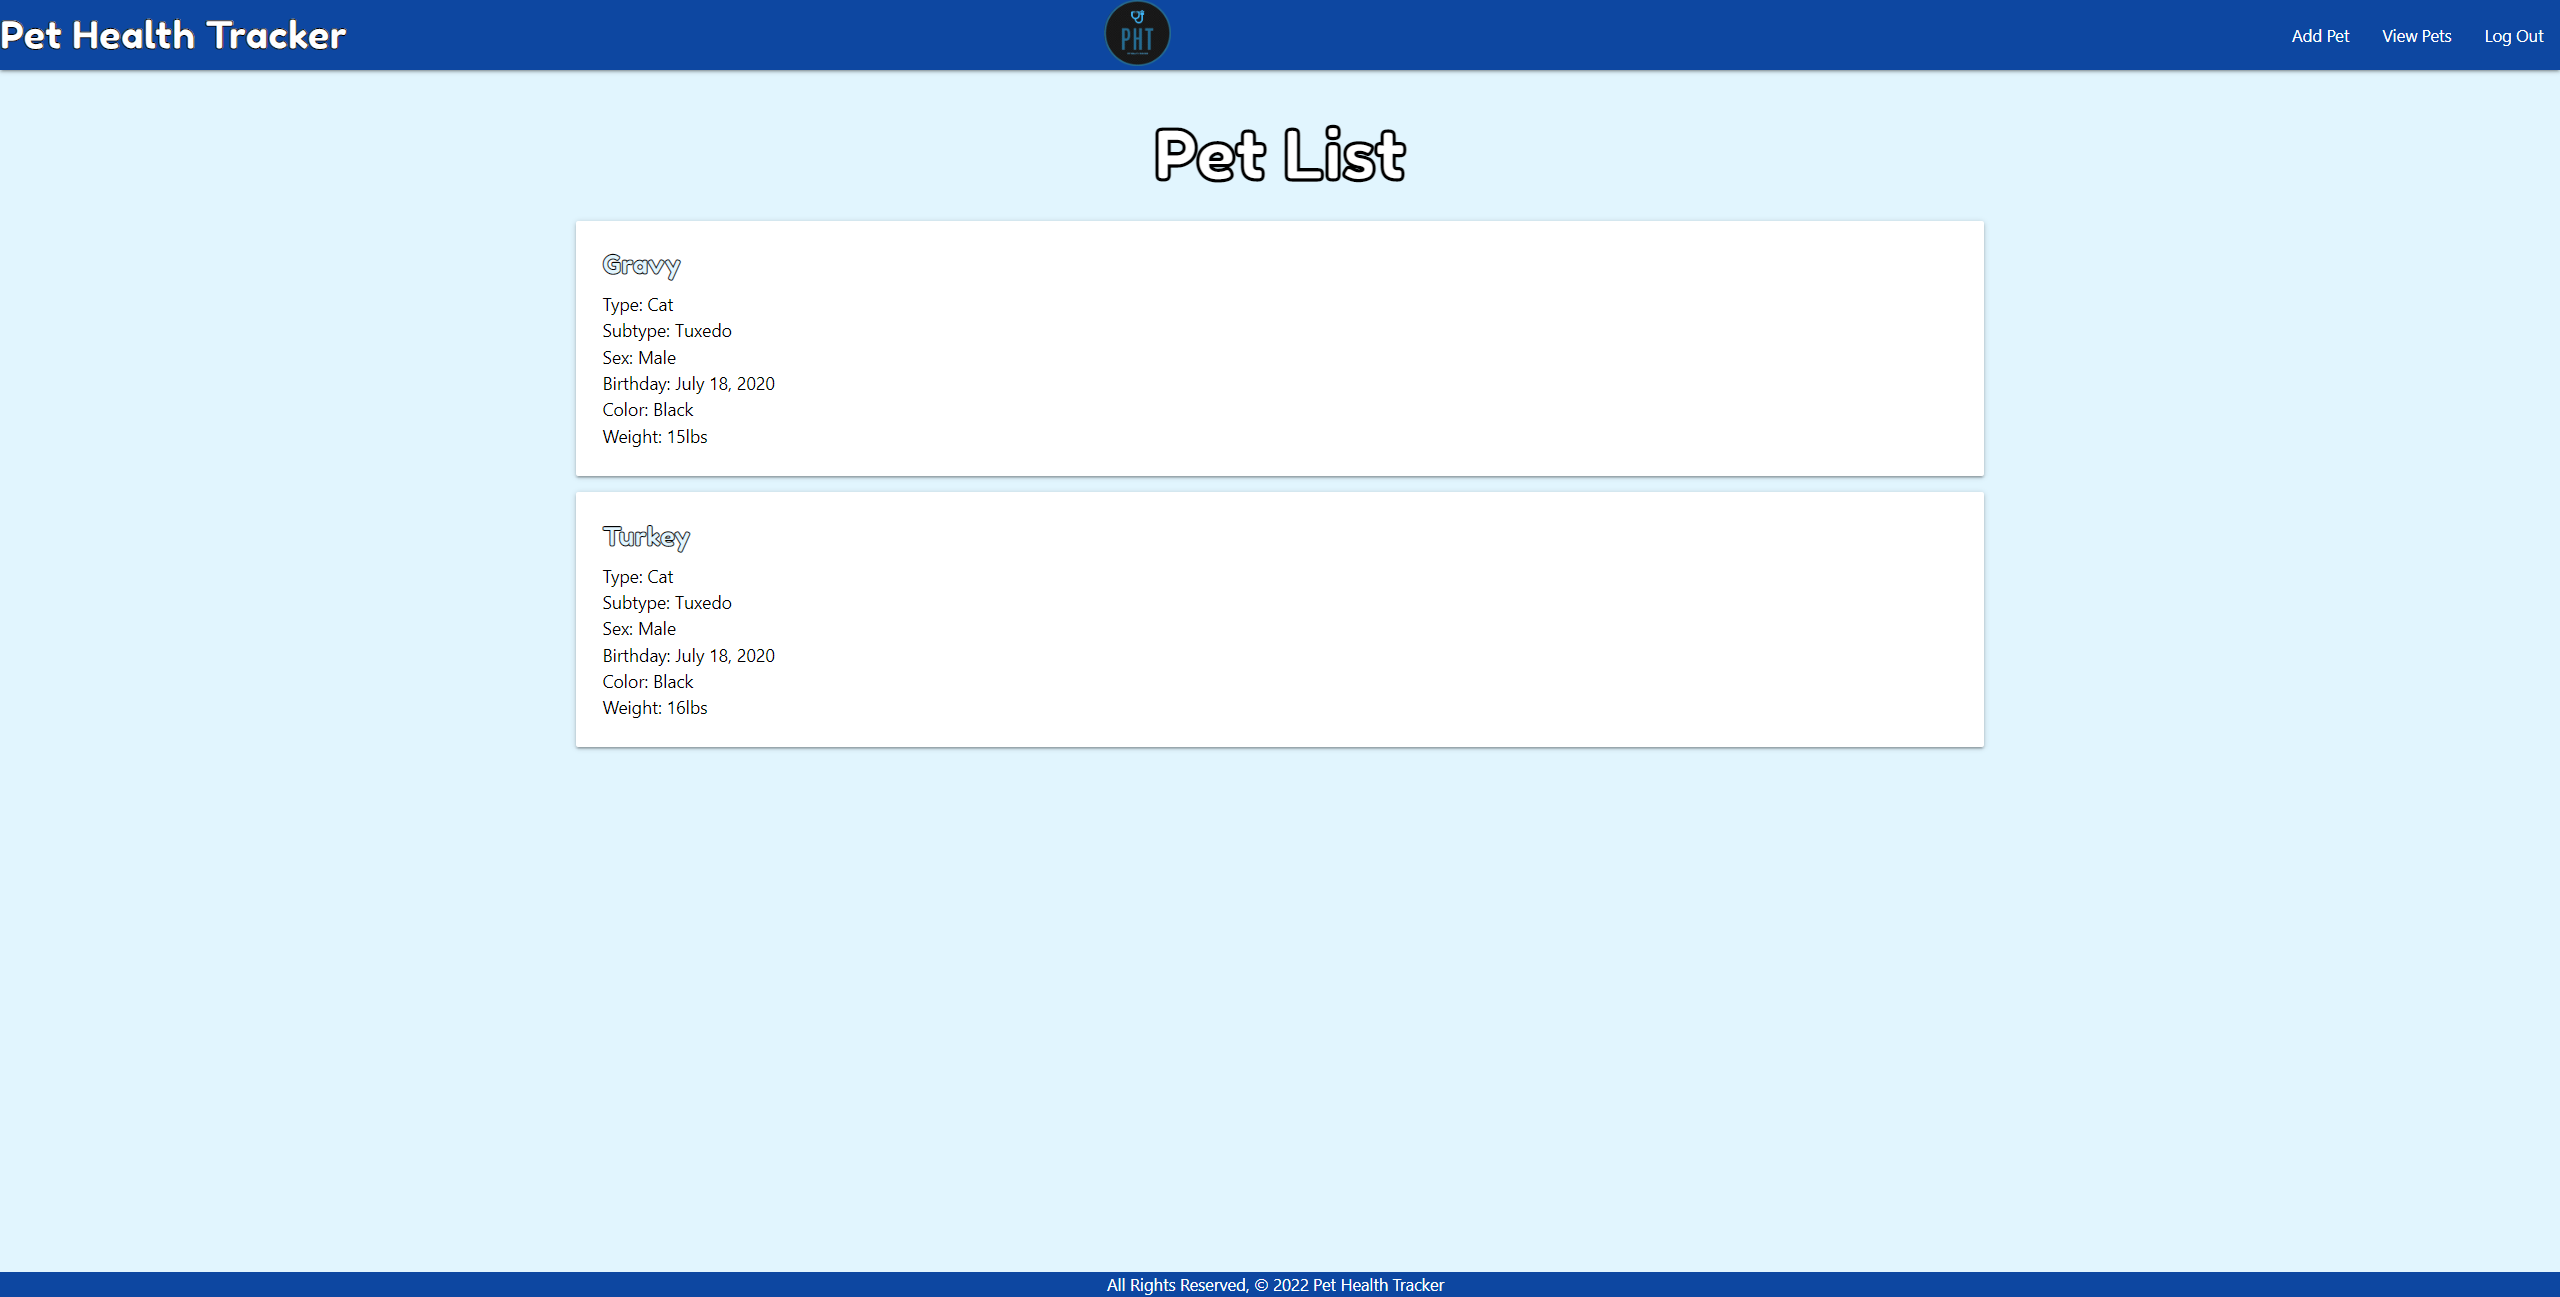 Pet Health Tracker
PHT
Add Pet
View Pets
Log Out
Pet List
Gravy
Type: Cat
Subtype: Tuxedo
Sex: Male
Birthday: July 18, 2020
Color: Black
Weight: 15lbs
Turkey
Type: Cat
Subtype: Tuxedo
Sex: Male
Birthday: July 18, 2020
Color: Black
Weight: 16lbs
All Rights Reserved, © 2022 Pet Health Tracker